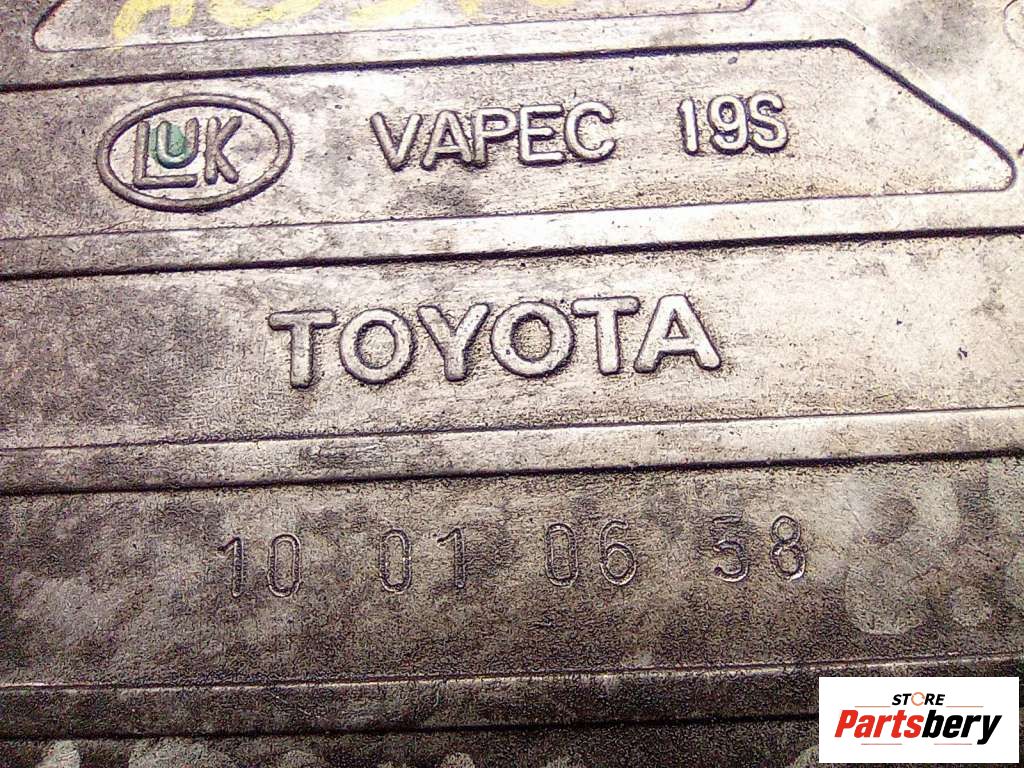 LUK VAPEC 19S
TOYOTA
10 01 06 58
STORE
Partsbery